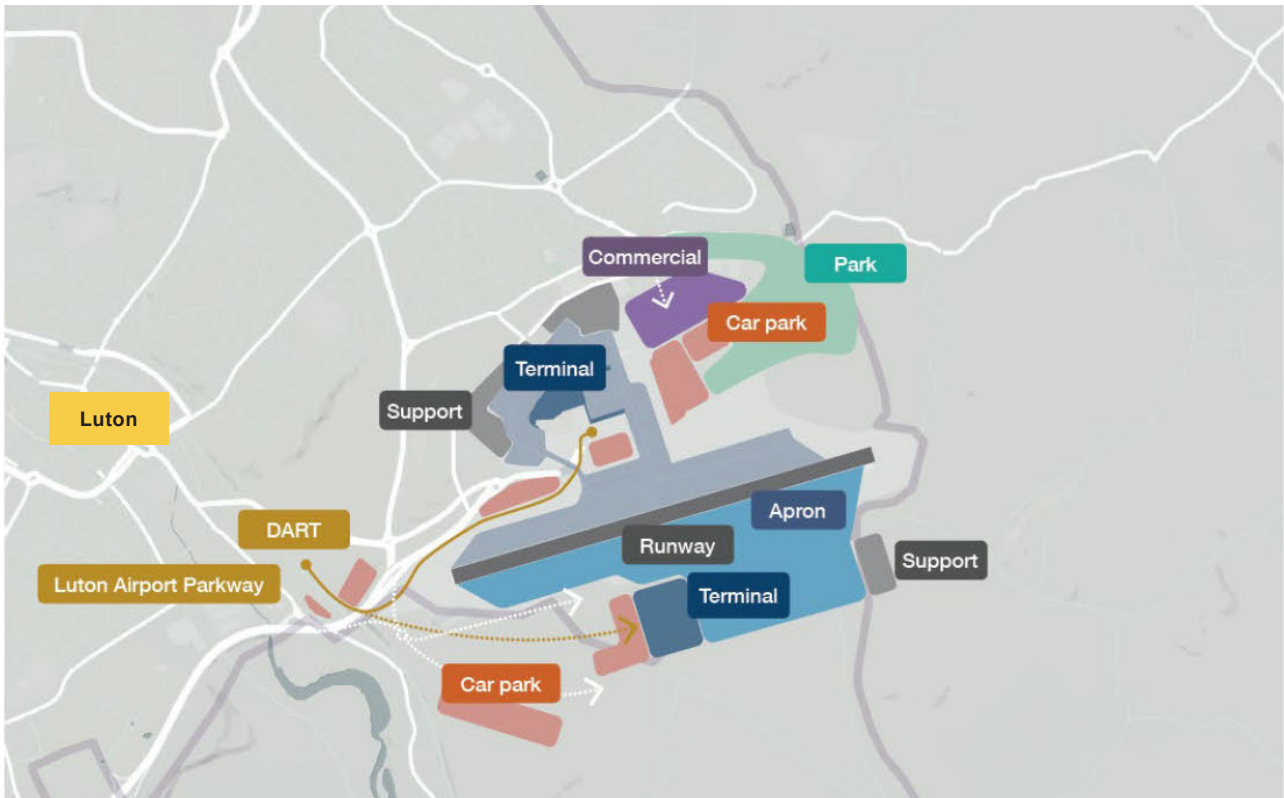 Commercial
Park
Car park
Terminal
Support
Luton
Apron
DART
Runway
Support
Luton Airport Parkway
Terminal
Car park